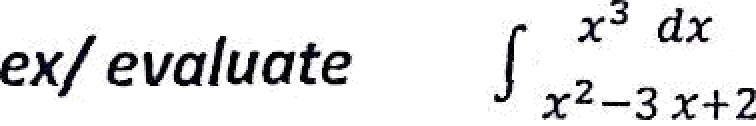 ex/ evaluate ∫ x³ dx
x²−3 x+2